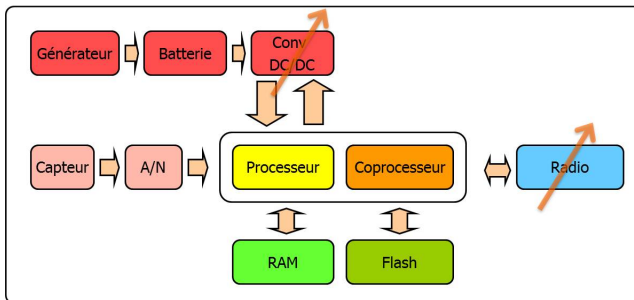 Générateur
Batterie
Conv
DC/DC
Capteur
A/N
Processeur
Coprocesseur
Radio
RAM
Flash